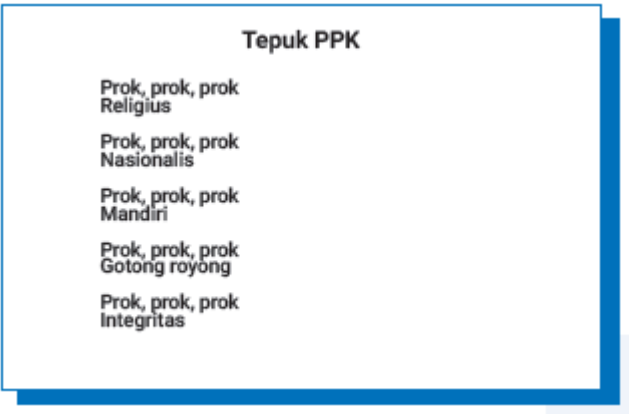 Tepuk PPK
Prok, prok, prok
Religius
Prok, prok, prok
Nasionalis
Prok, prok, prok
Mandiri
Prok, prok, prok
Gotong royong
Prok, prok, prok
Integritas